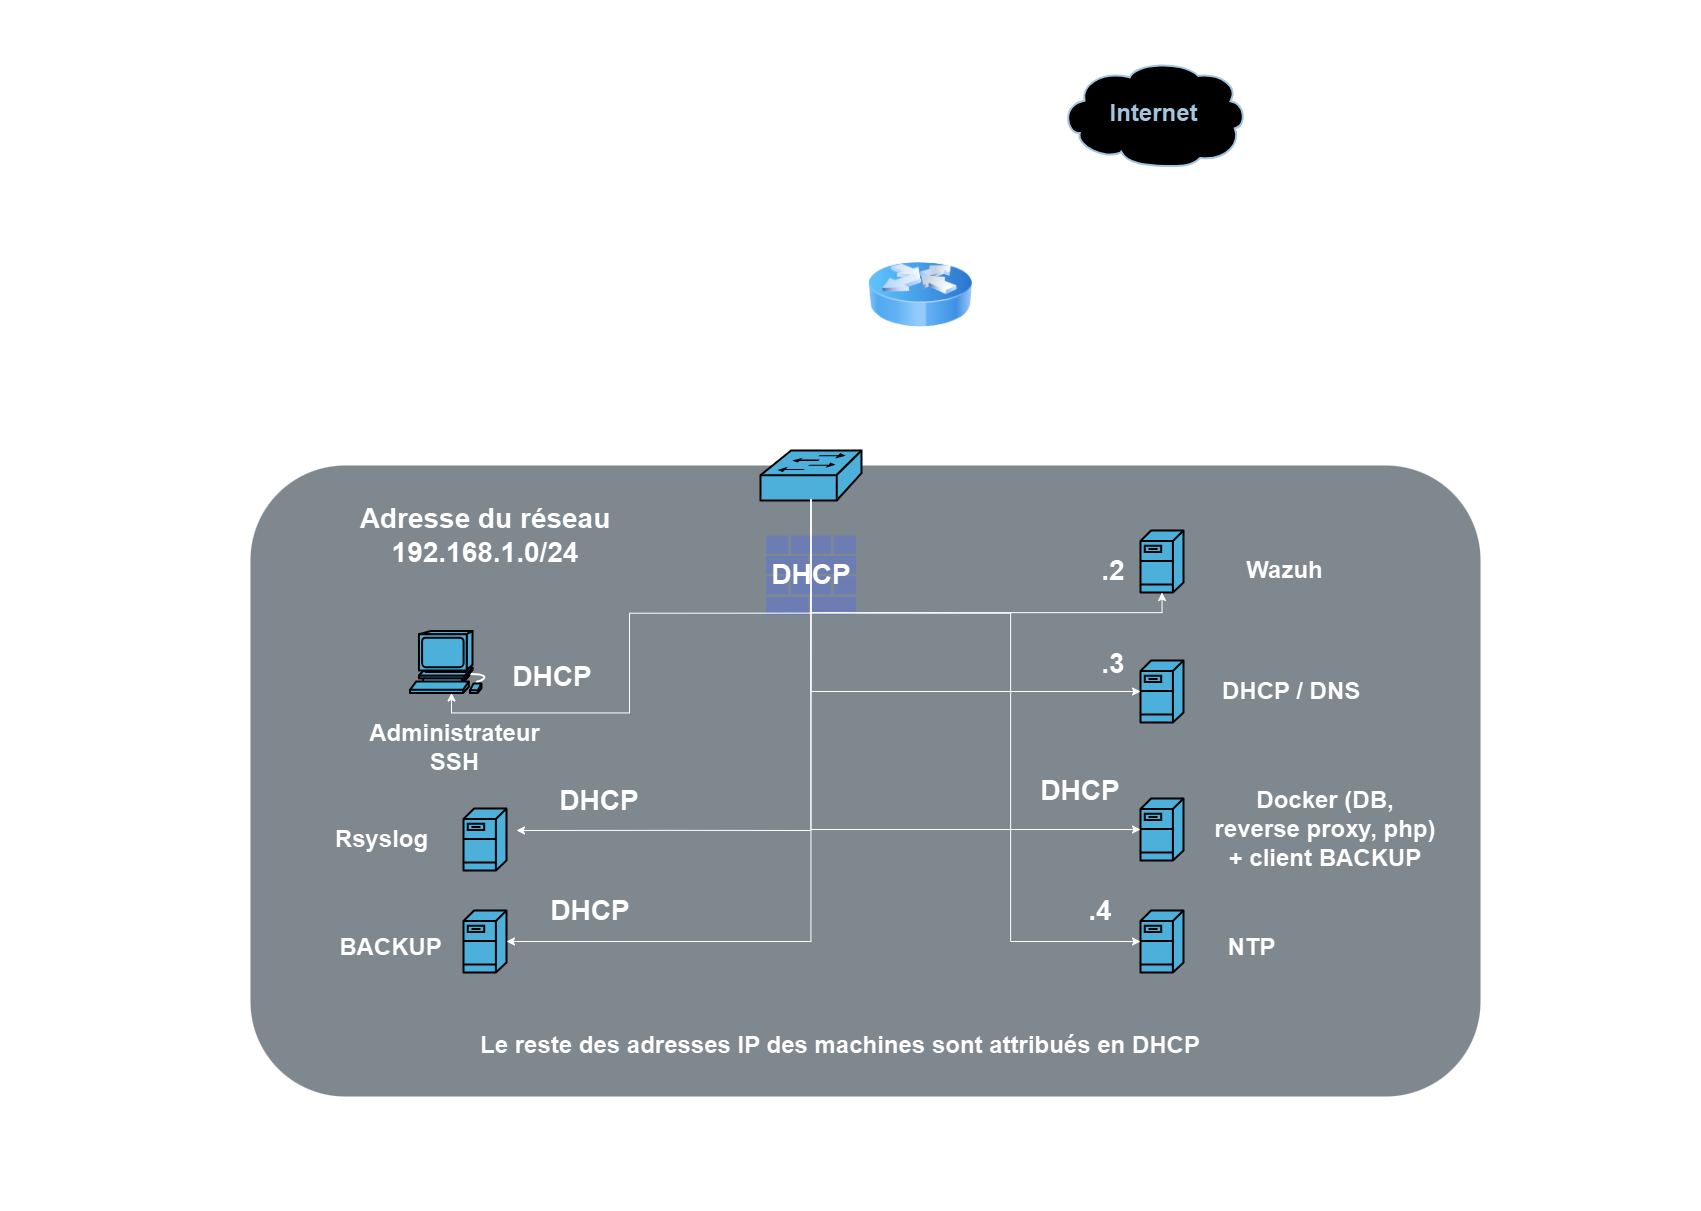 Internet
Adresse du réseau
192.168.1.0/24
DHCP
.2
Wazuh
.3
DHCP / DNS
DHCP
Administrateur
SSH
DHCP
Rsyslog
DHCP
Docker (DB,
reverse proxy, php)
+ client BACKUP
DHCP
BACKUP
.4
NTP
Le reste des adresses IP des machines sont attribués en DHCP